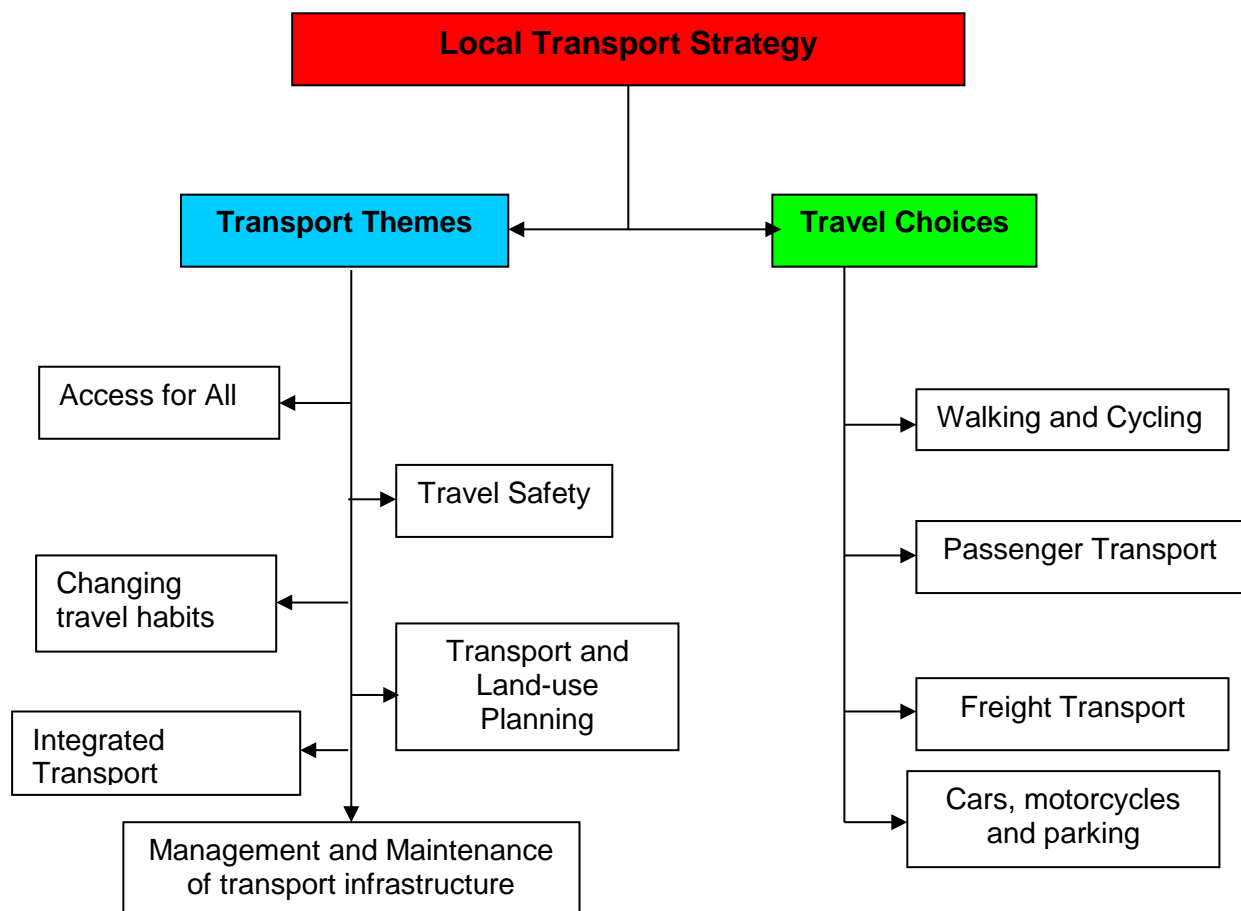 Local Transport Strategy
Transport Themes
Travel Choices
Access for All
Travel Safety
Changing
travel habits
Transport and
Land-use
Planning
Integrated
Transport
Management and Maintenance
of transport infrastructure
Walking and Cycling
Passenger Transport
Freight Transport
Cars, motorcycles
and parking